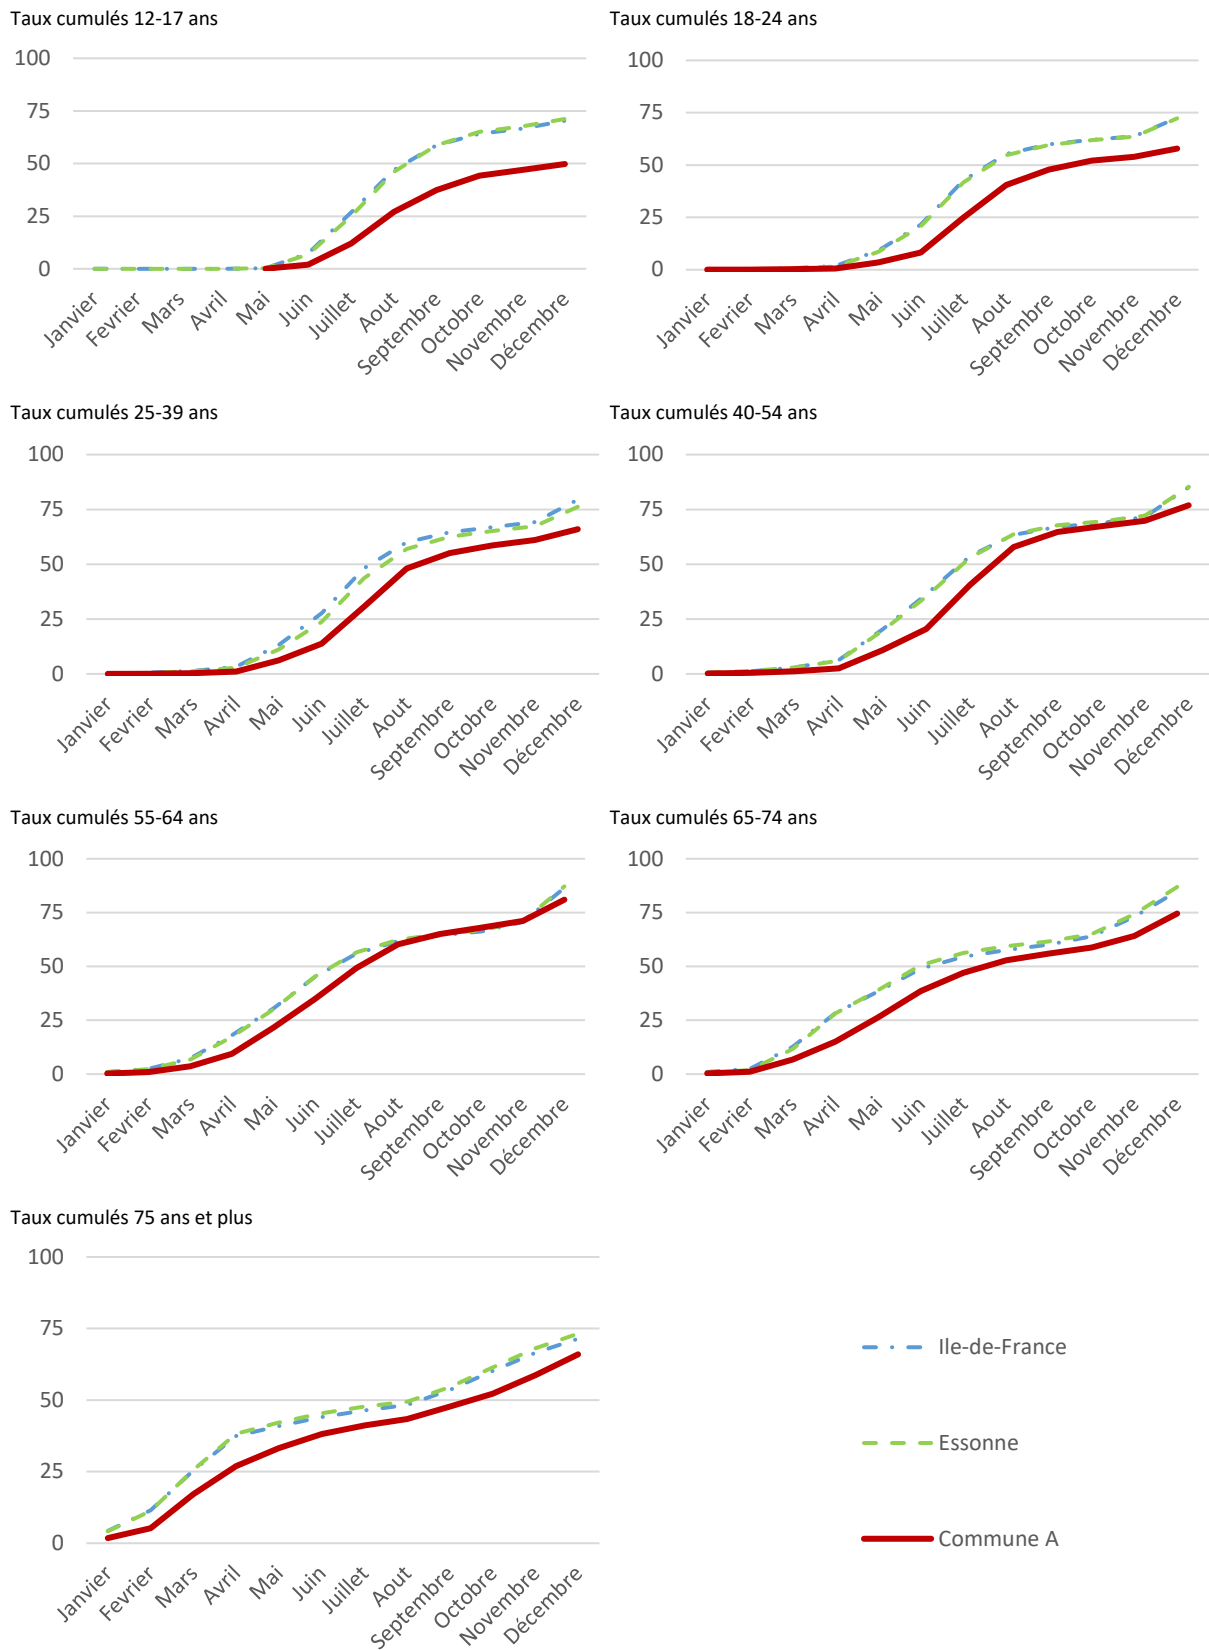 Taux cumulés 12-17 ans
100
75
50
25
0
Janvier
Fevrier
Mars
Avril
Mai
Juin
Juillet
Aout
Septembre
Octobre
Novembre
Décembre
Taux cumulés 18-24 ans
100
75
50
25
0
Janvier
Fevrier
Mars
Avril
Mai
Juin
Juillet
Aout
Septembre
Octobre
Novembre
Décembre
Taux cumulés 25-39 ans
100
75
50
25
0
Janvier
Fevrier
Mars
Avril
Mai
Juin
Juillet
Aout
Septembre
Octobre
Novembre
Décembre
Taux cumulés 40-54 ans
100
75
50
25
0
Janvier
Fevrier
Mars
Avril
Mai
Juin
Juillet
Aout
Septembre
Octobre
Novembre
Décembre
Taux cumulés 55-64 ans
100
75
50
25
0
Janvier
Fevrier
Mars
Avril
Mai
Juin
Juillet
Aout
Septembre
Octobre
Novembre
Décembre
Taux cumulés 65-74 ans
100
75
50
25
0
Janvier
Fevrier
Mars
Avril
Mai
Juin
Juillet
Aout
Septembre
Octobre
Novembre
Décembre
Taux cumulés 75 ans et plus
100
75
50
25
0
Janvier
Fevrier
Mars
Avril
Mai
Juin
Juillet
Aout
Septembre
Octobre
Novembre
Décembre
Ile-de-France
Essonne
Commune A